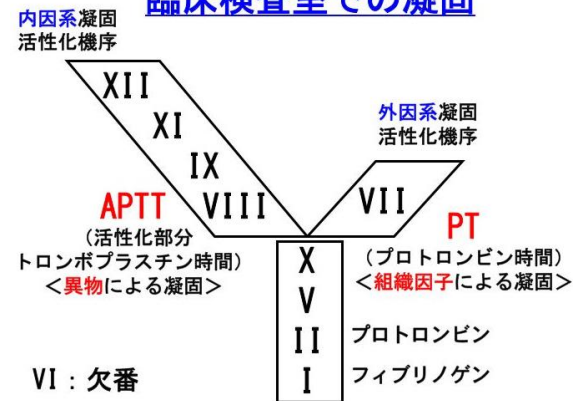 臨床検査室での凝固
内因系凝固
活性化機序
XII
XI
IX
VIII
外因系凝固
活性化機序
VII
APTT
(活性化部分
トロンボプラスチン時間)
<異物による凝固>
PT
(プロトロンビン時間)
<組織因子による凝固>
X
V
II プロトロンビン
I フィブリノゲン
VI:欠番